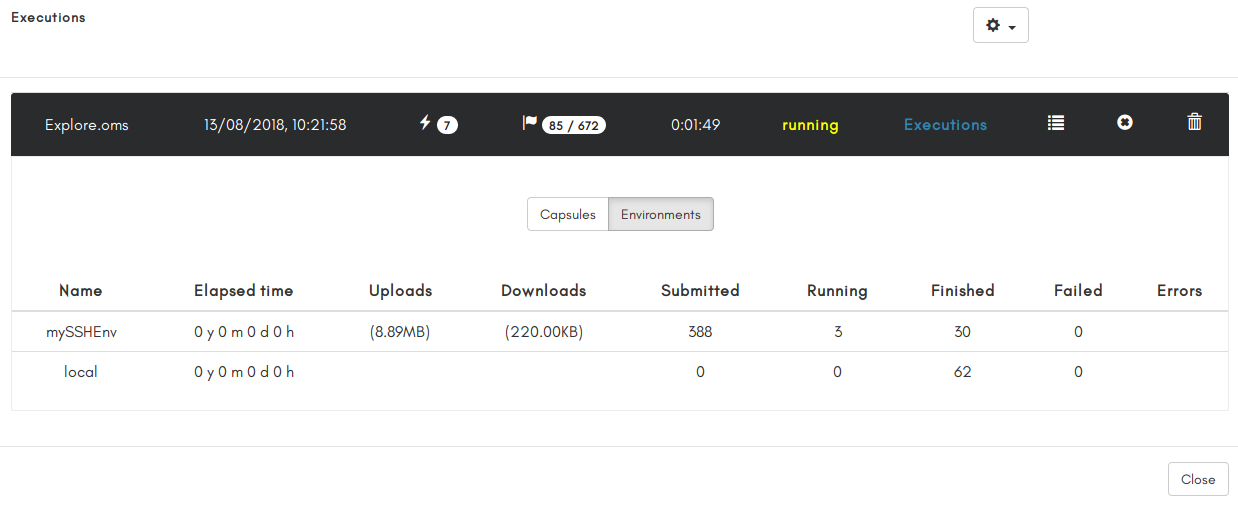 Executions
Explore.oms 13/08/2018, 10:21:58 7 85 / 672 0:01:49 running Executions
Capsules Environments
Name Elapsed time Uploads Downloads Submitted Running Finished Failed Errors
mySSHEnv 0 y 0 m 0 d 0 h (8.89MB) (220.00KB) 388 3 30 0
local 0 y 0 m 0 d 0 h 0 0 62 0
Close